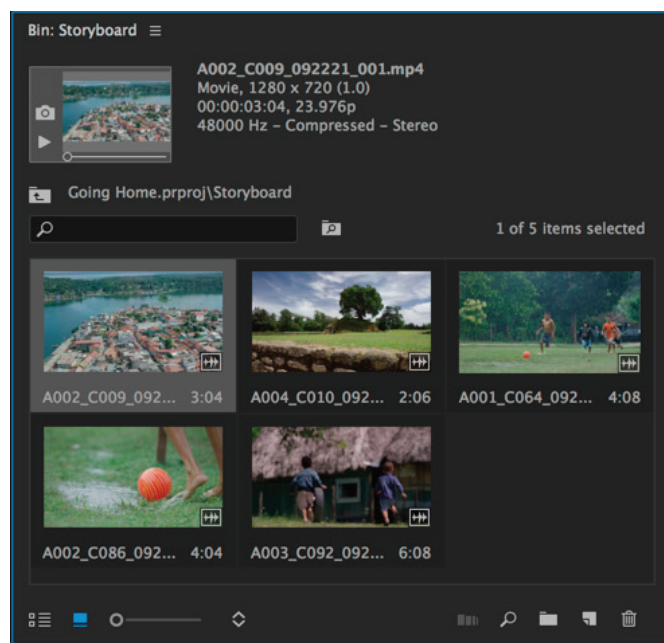 Bin: Storyboard
A002_C009_092221_001.mp4
Movie, 1280 x 720 (1.0)
00:00:03:04, 23.976p
48000 Hz – Compressed – Stereo
Going Home.prproj\Storyboard
1 of 5 items selected
A002_C009_092... 3:04
A004_C010_092... 2:06
A001_C064_092... 4:08
A002_C086_092... 4:04
A003_C092_092... 6:08